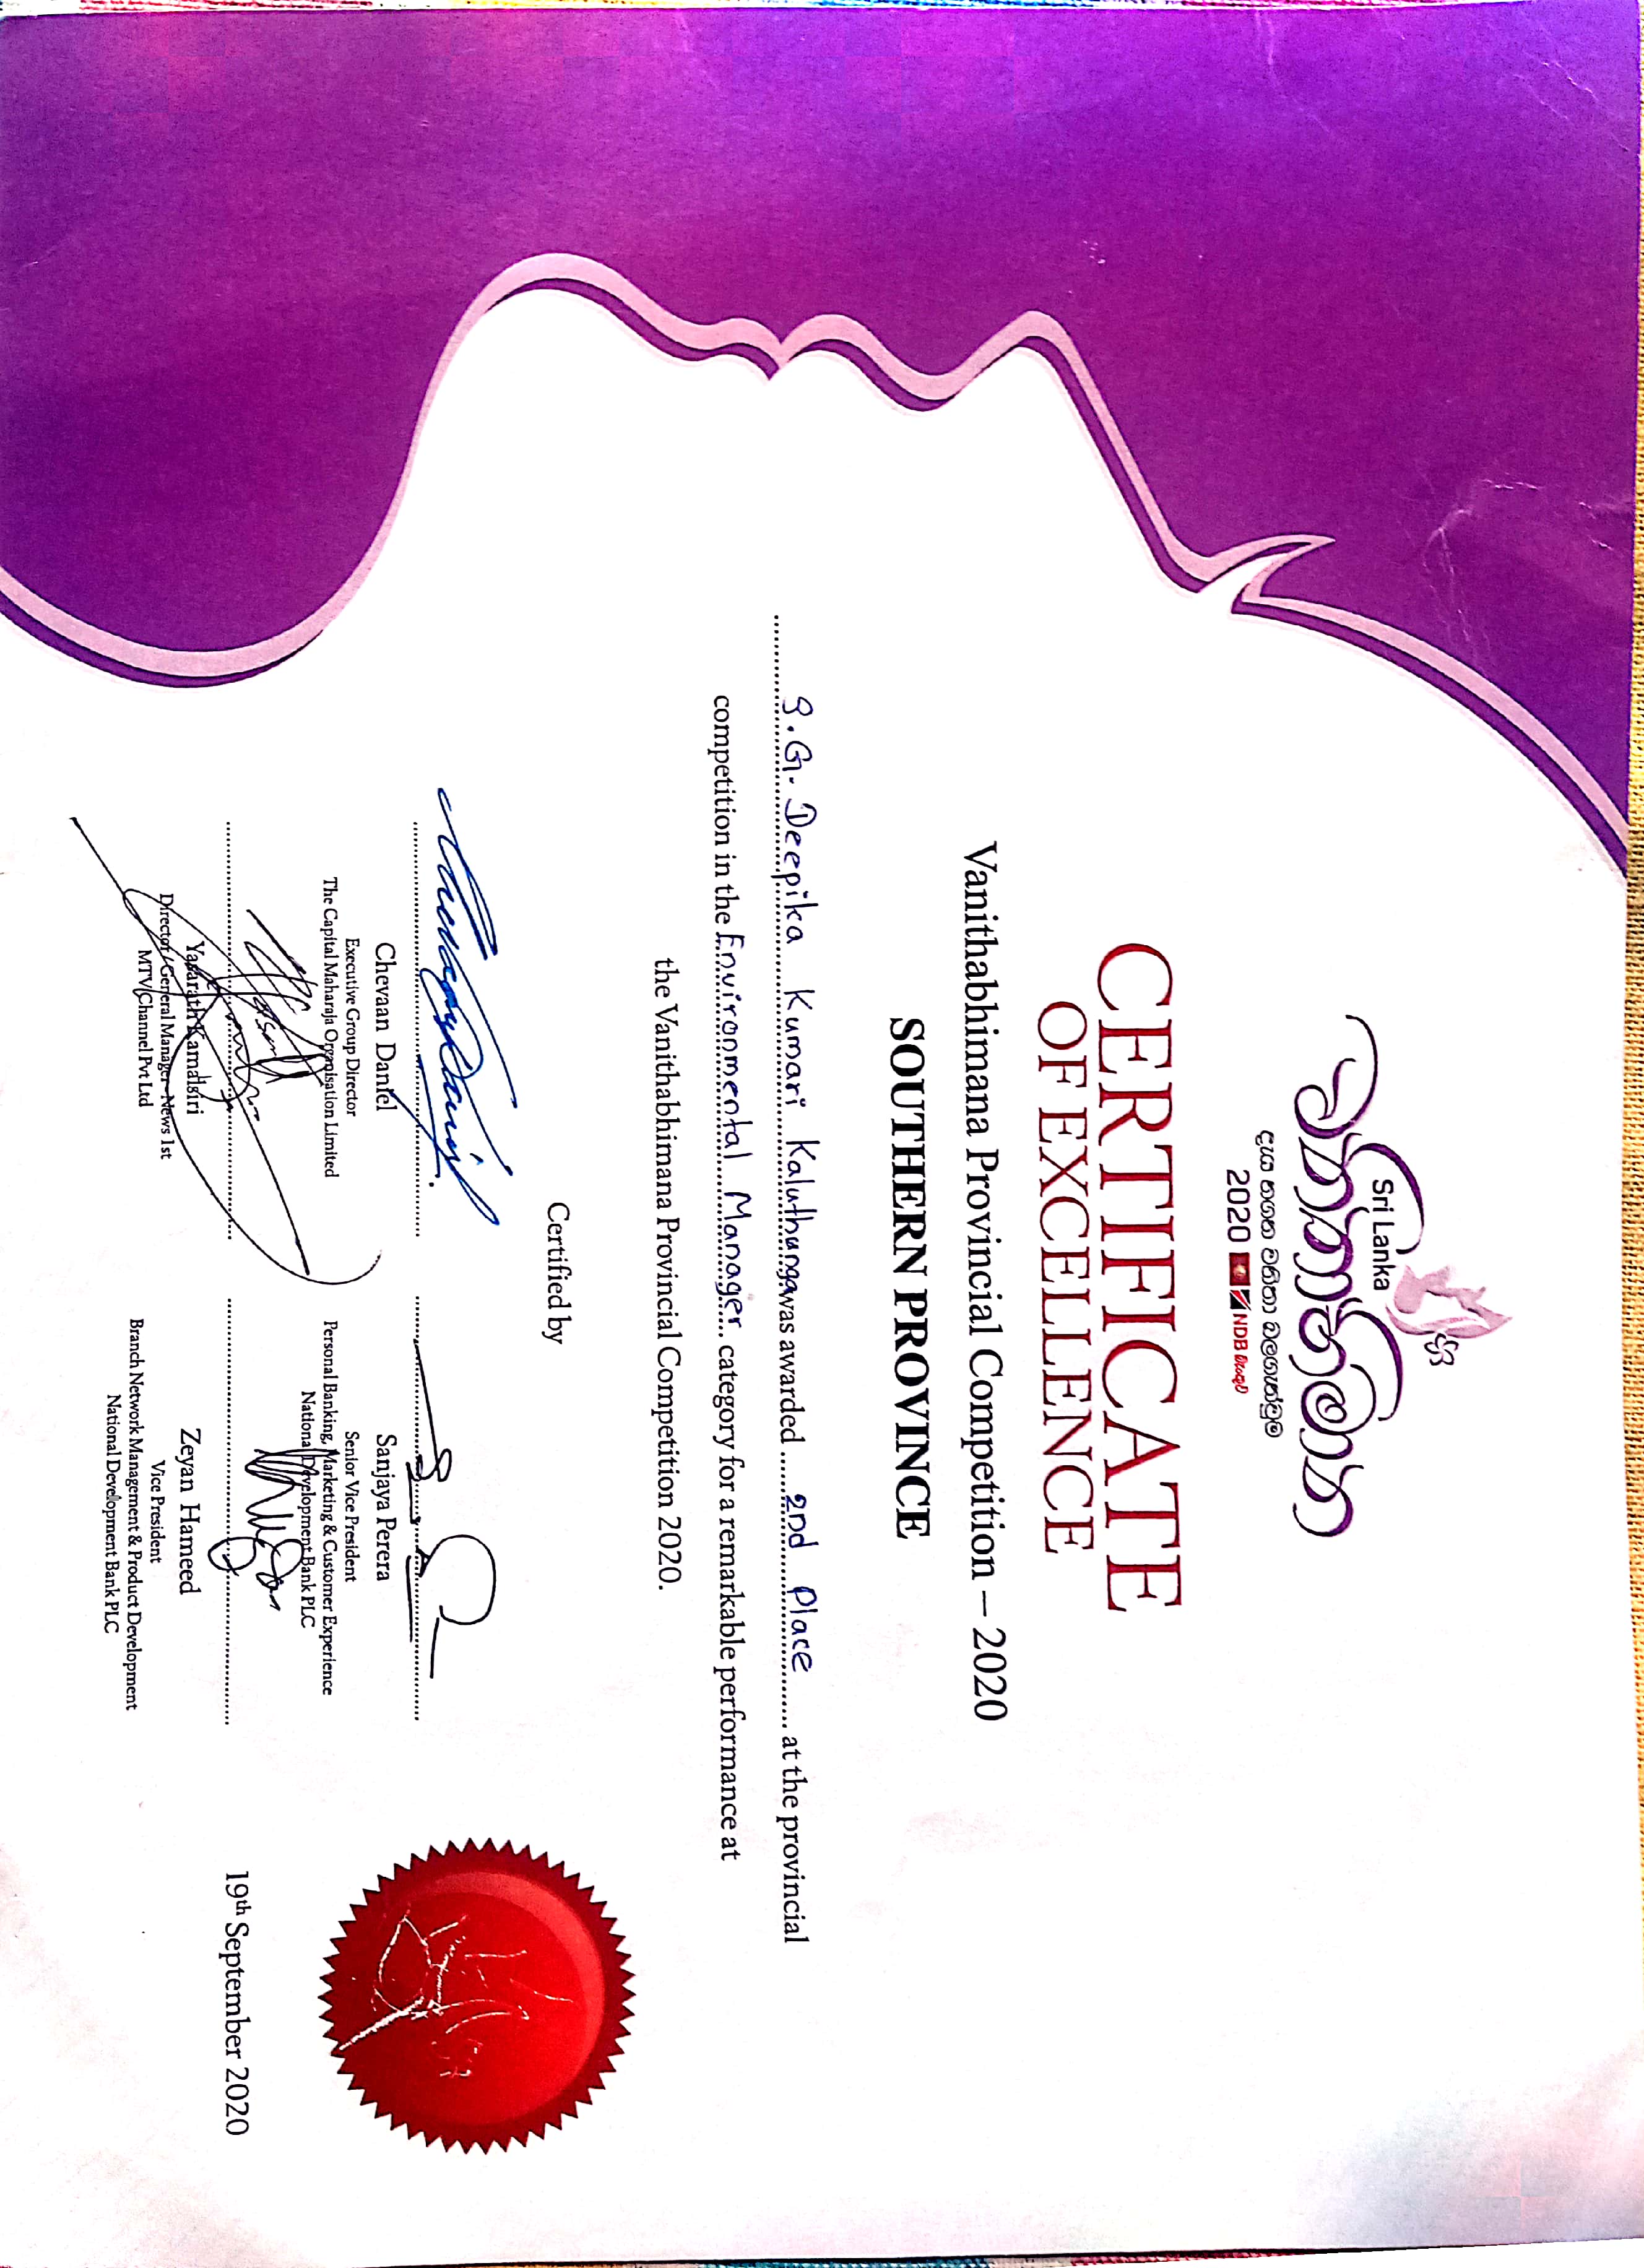 Sri Lanka
වනිතාභිමාන
දැය නගන වනිතා බලගැන්වුම
2020 NDB බැංකුව
CERTIFICATE
OF EXCELLENCE
Vanithabhimana Provincial Competition – 2020
SOUTHERN PROVINCE
S.G. Deepika Kumari Kaluthunga was awarded 2nd Place at the provincial
competition in the Environmental Manager category for a remarkable performance at
the Vanithabhimana Provincial Competition 2020.
Certified by
Chevaan Daniel
Executive Group Director
The Capital Maharaja Organisation Limited
Sanjaya Perera
Senior Vice President
Personal Banking, Marketing & Customer Experience
National Development Bank PLC
Yasarath Kamalsiri
Director / General Manager - News 1st
MTV Channel Pvt Ltd
Zeyan Hameed
Vice President
Branch Network Management & Product Development
National Development Bank PLC
19th September 2020